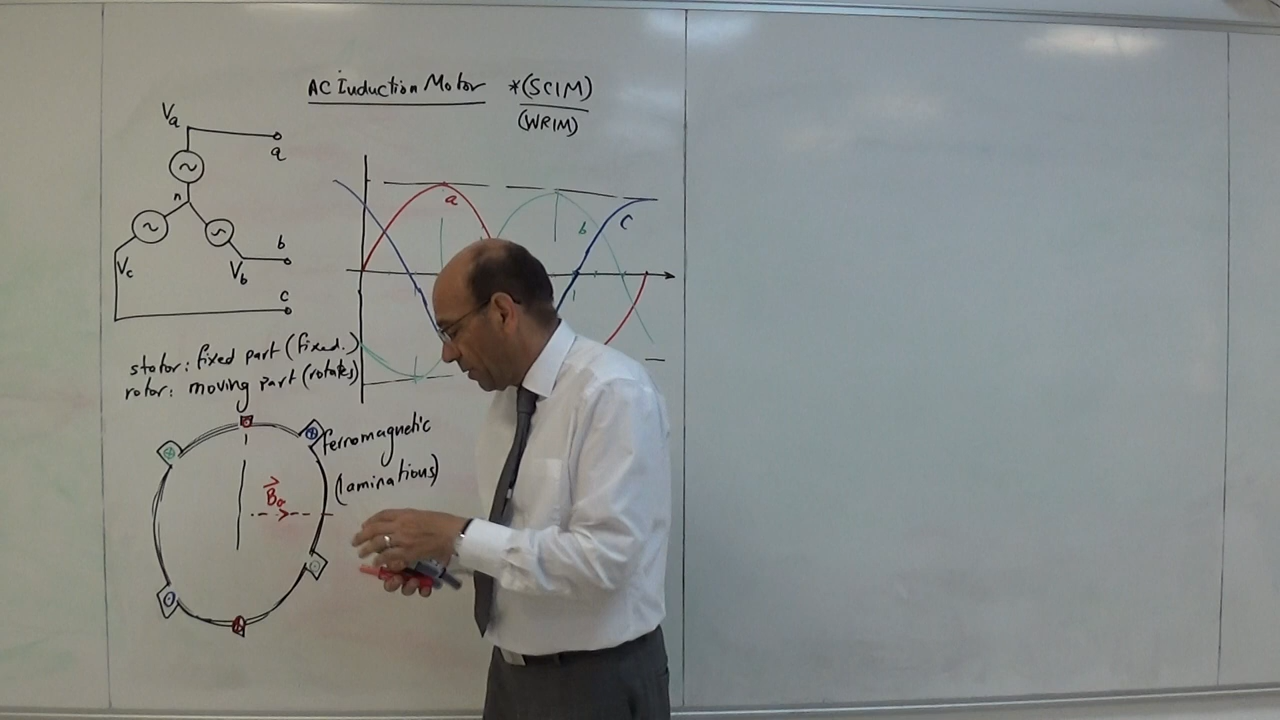 AC Induction Motor *(SCIM)
(WRIM)
Va
a
n
Vc
Vb
b
c
a
b
c
stator: fixed part (fixed.)
rotor: moving part (rotates)
ferromagnetic
(laminations)
Ba